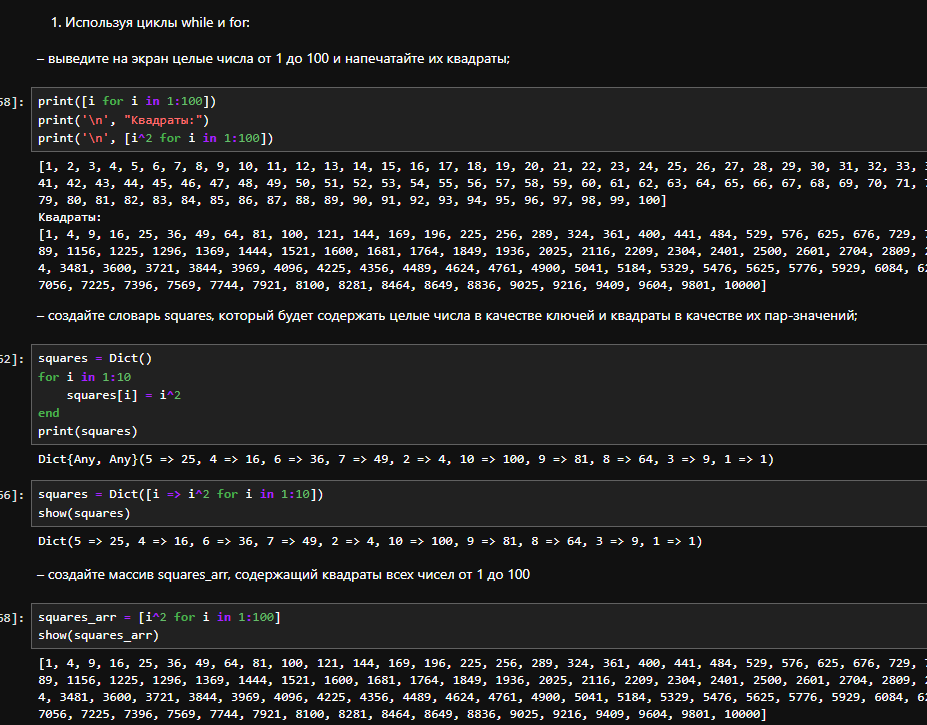 1. Используя циклы while и for:
– выведите на экран целые числа от 1 до 100 и напечатайте их квадраты;
58]:
print([i for i in 1:100])
print('\n', "Квадраты:")
print('\n', [i^2 for i in 1:100])
[1, 2, 3, 4, 5, 6, 7, 8, 9, 10, 11, 12, 13, 14, 15, 16, 17, 18, 19, 20, 21, 22, 23, 24, 25, 26, 27, 28, 29, 30, 31, 32, 33,
41, 42, 43, 44, 45, 46, 47, 48, 49, 50, 51, 52, 53, 54, 55, 56, 57, 58, 59, 60, 61, 62, 63, 64, 65, 66, 67, 68, 69, 70, 71,
79, 80, 81, 82, 83, 84, 85, 86, 87, 88, 89, 90, 91, 92, 93, 94, 95, 96, 97, 98, 99, 100]
Квадраты:
[1, 4, 9, 16, 25, 36, 49, 64, 81, 100, 121, 144, 169, 196, 225, 256, 289, 324, 361, 400, 441, 484, 529, 576, 625, 676, 729,
89, 1156, 1225, 1296, 1369, 1444, 1521, 1600, 1681, 1764, 1849, 1936, 2025, 2116, 2209, 2304, 2401, 2500, 2601, 2704, 2809,
4, 3481, 3600, 3721, 3844, 3969, 4096, 4225, 4356, 4489, 4624, 4761, 4900, 5041, 5184, 5329, 5476, 5625, 5776, 5929, 6084,
7056, 7225, 7396, 7569, 7744, 7921, 8100, 8281, 8464, 8649, 8836, 9025, 9216, 9409, 9604, 9801, 10000]
– создайте словарь squares, который будет содержать целые числа в качестве ключей и квадраты в качестве их пар-значений;
52]:
squares = Dict()
for i in 1:10
squares[i] = i^2
end
print(squares)
Dict{Any, Any}(5 => 25, 4 => 16, 6 => 36, 7 => 49, 2 => 4, 10 => 100, 9 => 81, 8 => 64, 3 => 9, 1 => 1)
56]:
squares = Dict([i => i^2 for i in 1:10])
show(squares)
Dict(5 => 25, 4 => 16, 6 => 36, 7 => 49, 2 => 4, 10 => 100, 9 => 81, 8 => 64, 3 => 9, 1 => 1)
– создайте массив squares_arr, содержащий квадраты всех чисел от 1 до 100
58]:
squares_arr = [i^2 for i in 1:100]
show(squares_arr)
[1, 4, 9, 16, 25, 36, 49, 64, 81, 100, 121, 144, 169, 196, 225, 256, 289, 324, 361, 400, 441, 484, 529, 576, 625, 676, 729,
89, 1156, 1225, 1296, 1369, 1444, 1521, 1600, 1681, 1764, 1849, 1936, 2025, 2116, 2209, 2304, 2401, 2500, 2601, 2704, 2809,
4, 3481, 3600, 3721, 3844, 3969, 4096, 4225, 4356, 4489, 4624, 4761, 4900, 5041, 5184, 5329, 5476, 5625, 5776, 5929, 6084,
7056, 7225, 7396, 7569, 7744, 7921, 8100, 8281, 8464, 8649, 8836, 9025, 9216, 9409, 9604, 9801, 10000]